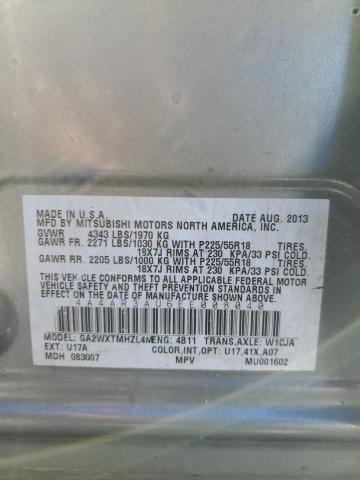 MADE IN U.S.A. DATE AUG. 2013
MFD BY MITSUBISHI MOTORS NORTH AMERICA, INC.
GVWR 4343 LBS/1970 KG
GAWR FR. 2271 LBS/1030 KG WITH P225/55R18 TIRES,
18X7J RIMS AT 230 KPA/33 PSI COLD.
GAWR RR. 2205 LBS/1000 KG WITH P225/55R18 TIRES,
18X7J RIMS AT 230 KPA/33 PSI COLD.
THIS VEHICLE CONFORMS TO ALL APPLICABLE FEDERAL MOTOR
VEHICLE SAFETY AND THEFT PREVENTION STANDARDS IN EFFECT
ON THE DATE OF MANUFACTURE SHOWN ABOVE.
4A4AR3AU6EE008040
MODEL: GA2WXTMHZL4M ENG: 4B11 TRANS,AXLE: W1CJA
EXT: U17A COLOR,INT,OPT: U17,41X,A07
MDH 083007 MPV MU001602